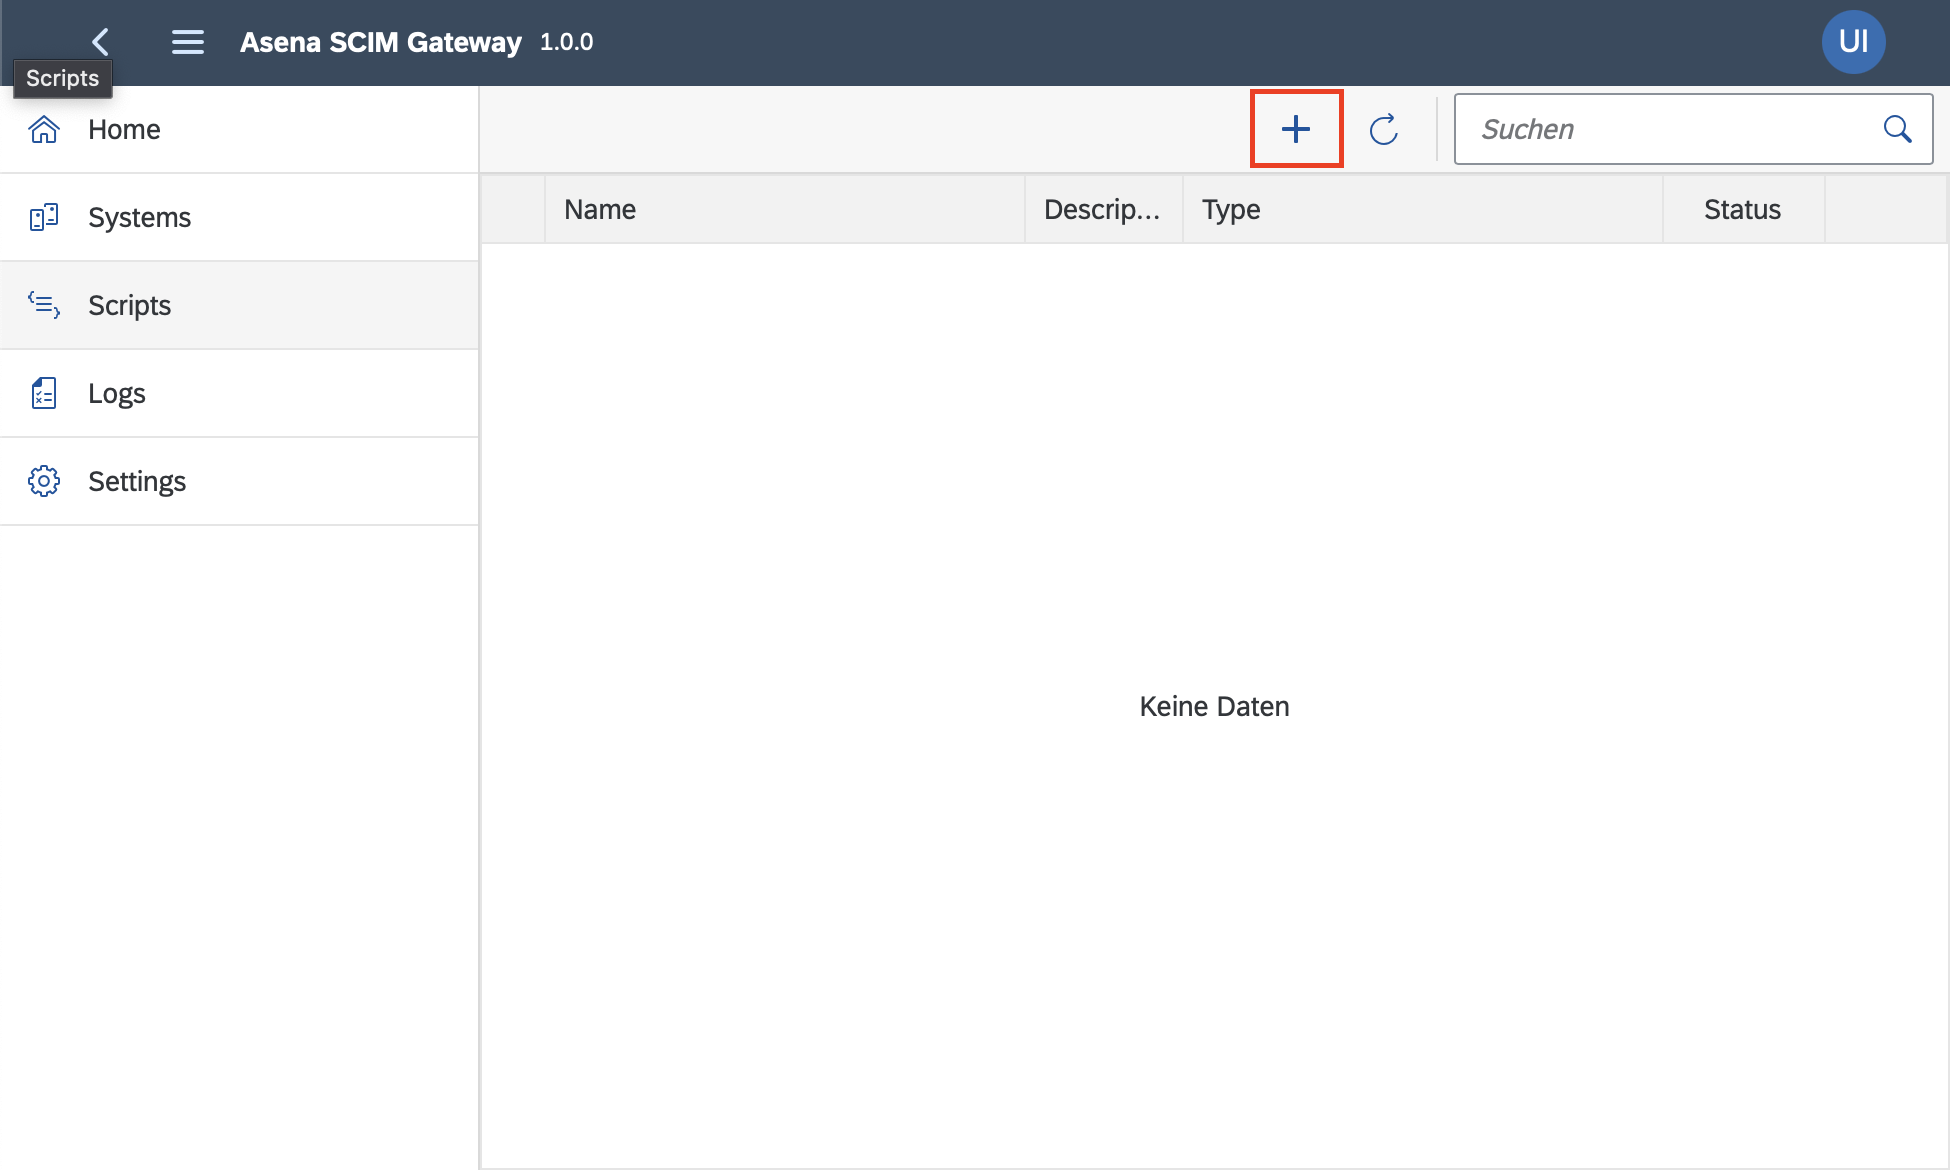 Asena SCIM Gateway 1.0.0
UI
Scripts
Home
Systems
Scripts
Logs
Settings
Suchen
Name Descrip... Type Status
Keine Daten